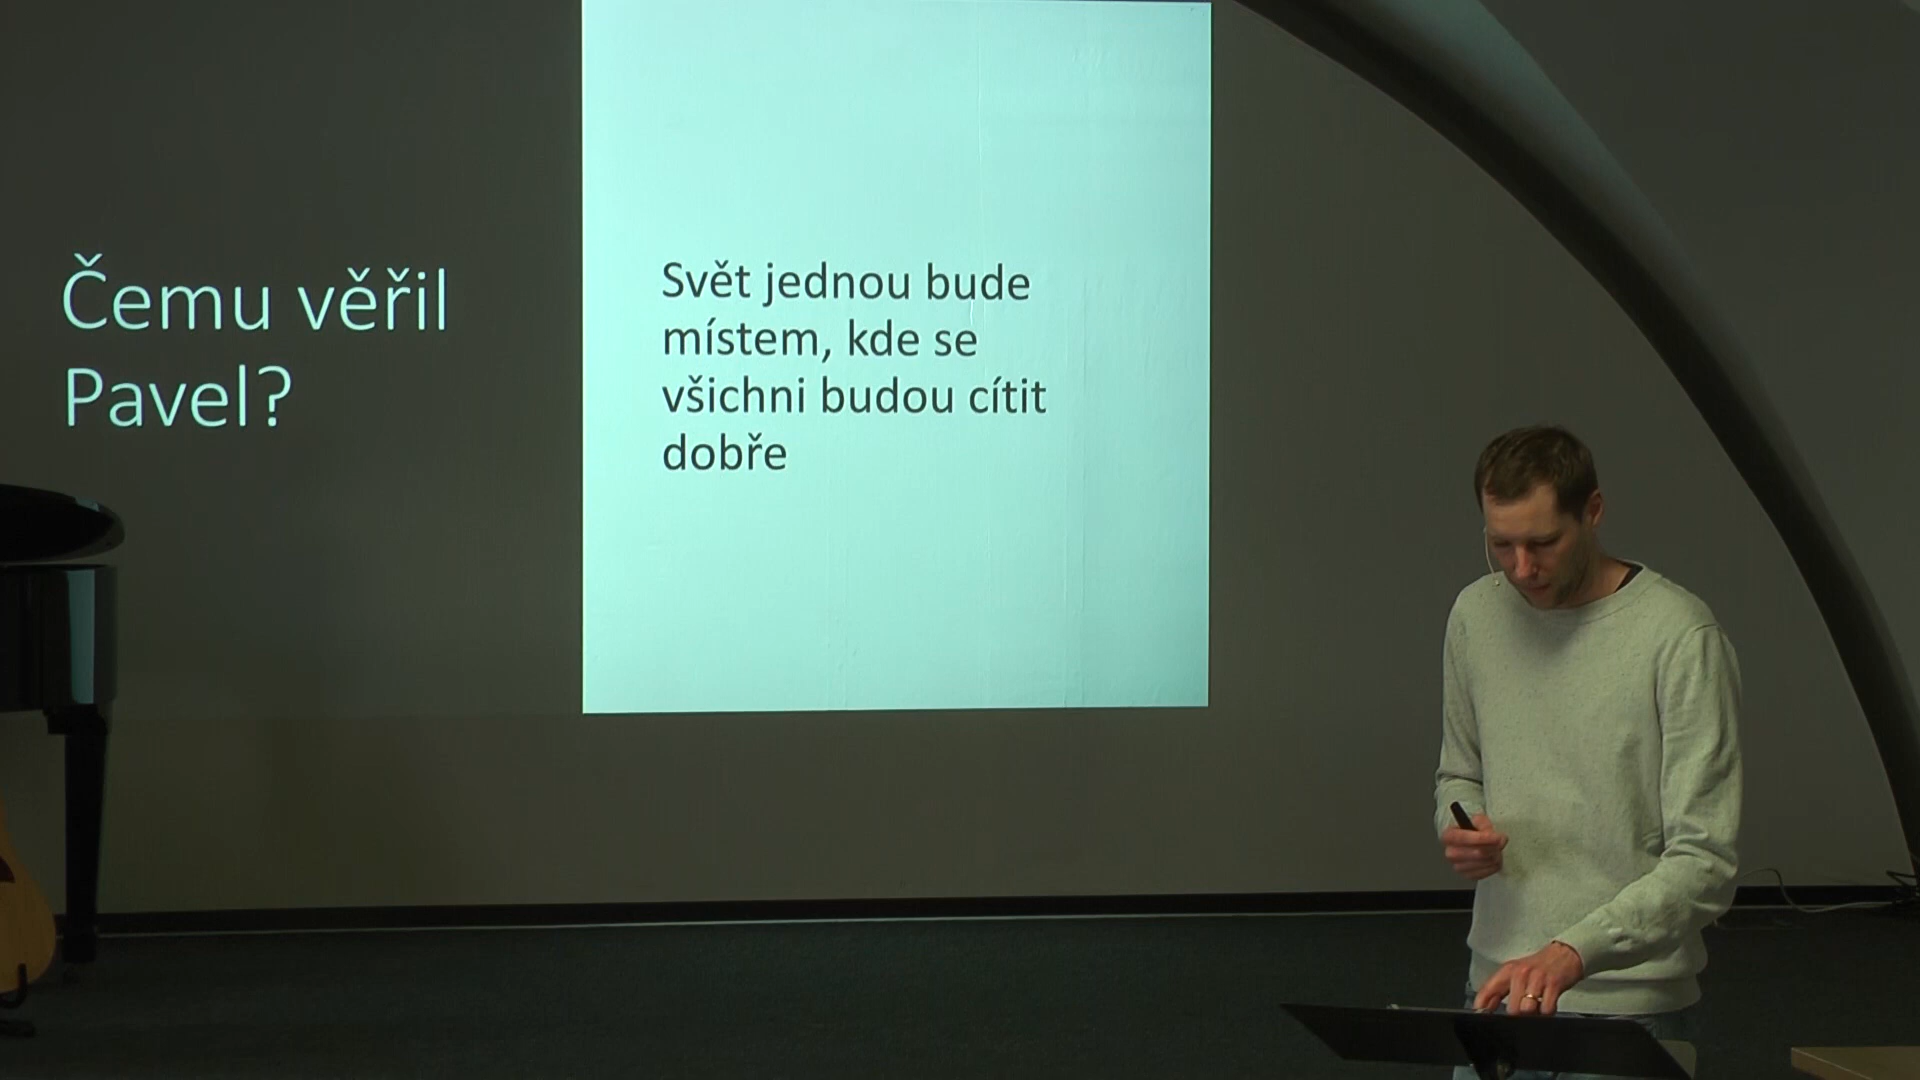 Čemu věřil
Pavel?
Svět jednou bude
místem, kde se
všichni budou cítit
dobře